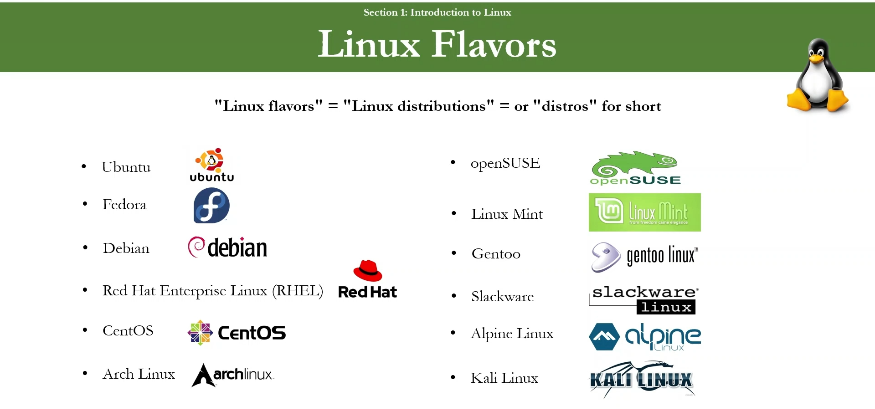 Section 1: Introduction to Linux
Linux Flavors
"Linux flavors" = "Linux distributions" = or "distros" for short
• Ubuntu
ubuntu
• Fedora
• Debian
debian
• Red Hat Enterprise Linux (RHEL)
Red Hat
• CentOS
CentOS
• Arch Linux
archlinux
• openSUSE
openSUSE
• Linux Mint
Linux Mint
• Gentoo
gentoo linux
• Slackware
slackware
linux
• Alpine Linux
alpine
Linux
• Kali Linux
KALI LINUX